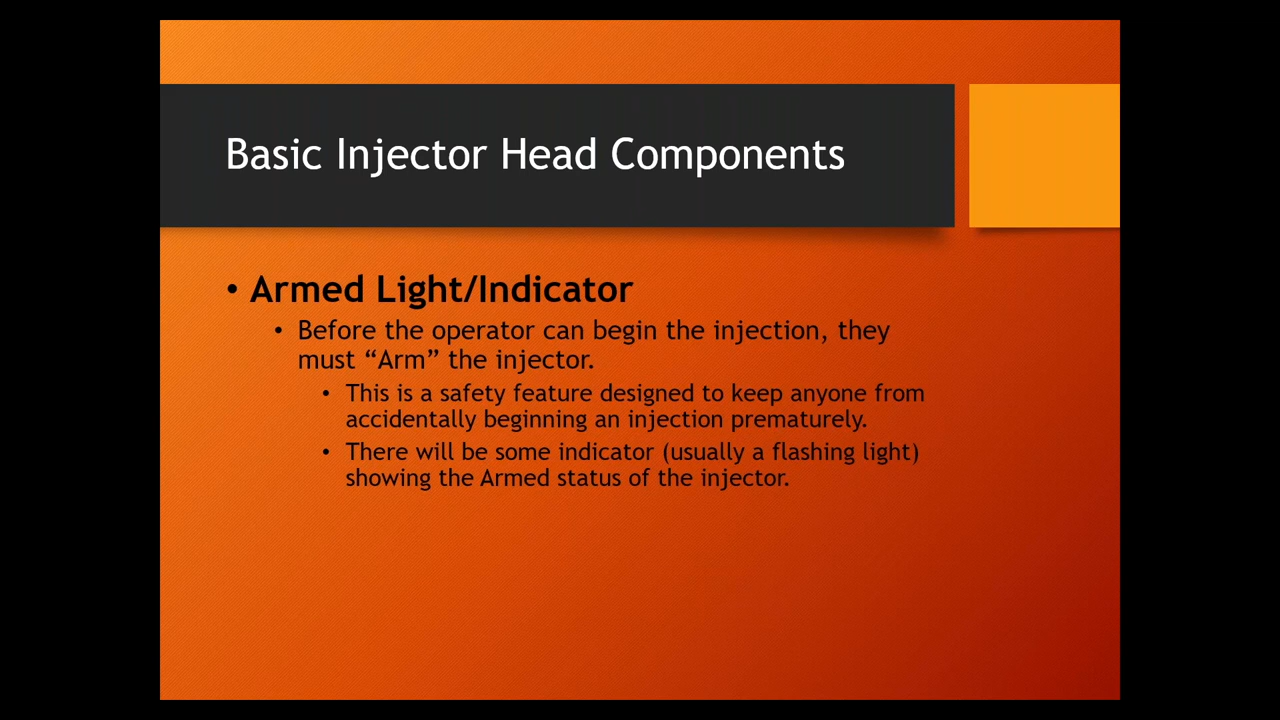 Basic Injector Head Components
• Armed Light/Indicator
• Before the operator can begin the injection, they
must “Arm” the injector.
• This is a safety feature designed to keep anyone from
accidentally beginning an injection prematurely.
• There will be some indicator (usually a flashing light)
showing the Armed status of the injector.